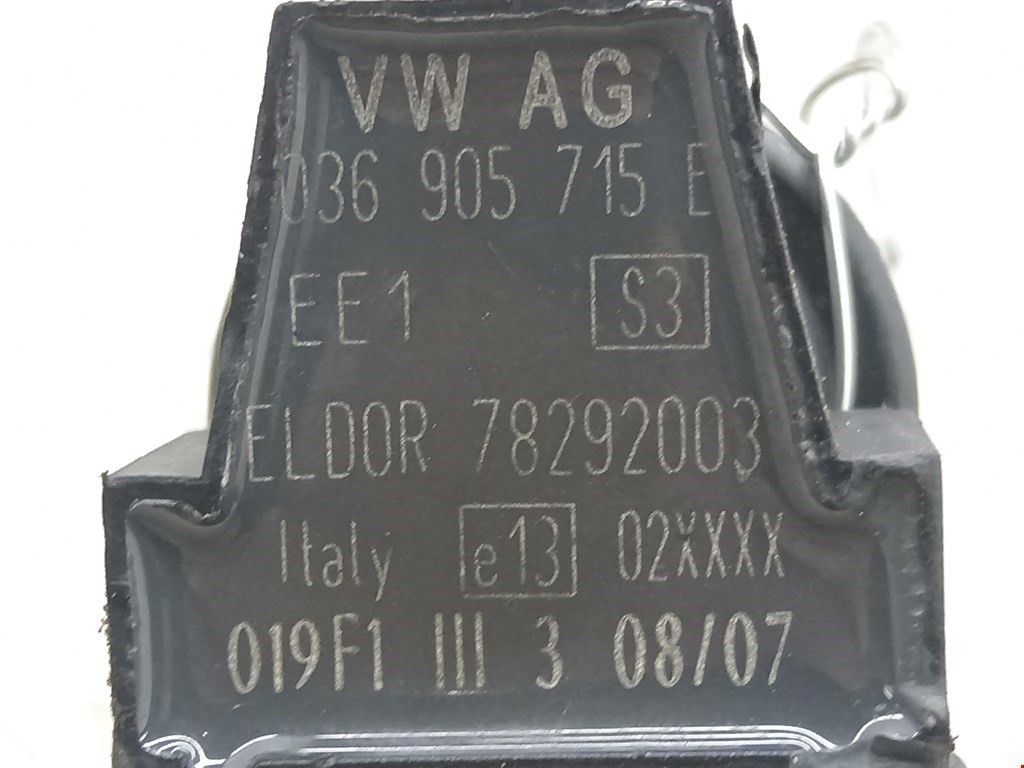 VW AG
036 905 715 E
EE1 S3
ELDOR 78292003
Italy e13 02XXXX
019F1 III 3 08/07